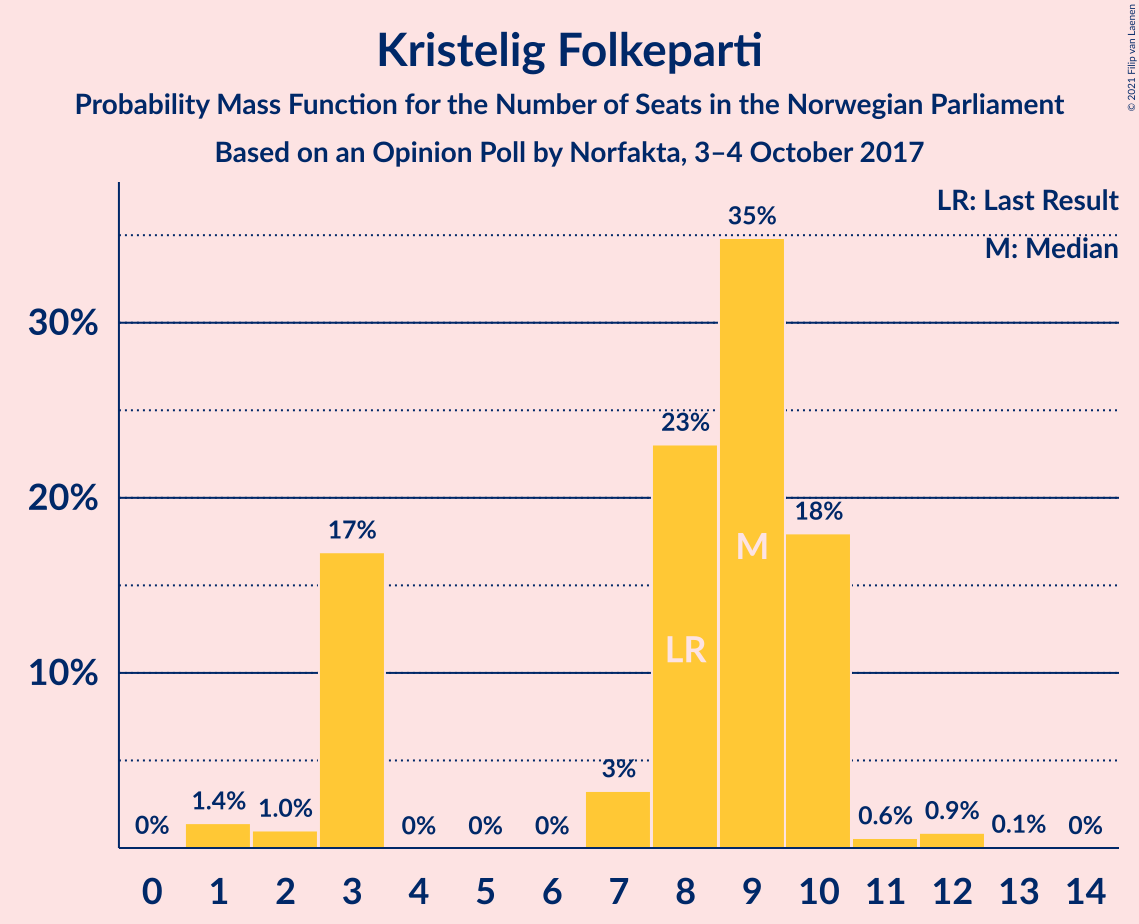 Kristelig Folkeparti
Probability Mass Function for the Number of Seats in the Norwegian Parliament
Based on an Opinion Poll by Norfakta, 3–4 October 2017
© 2021 Filip van Laenen
LR: Last Result
M: Median
30%
20%
10%
0%
1.4%
1.0%
17%
0%
0%
0%
3%
23%
35%
18%
0.6%
0.9%
0.1%
0%
LR
M
0 1 2 3 4 5 6 7 8 9 10 11 12 13 14